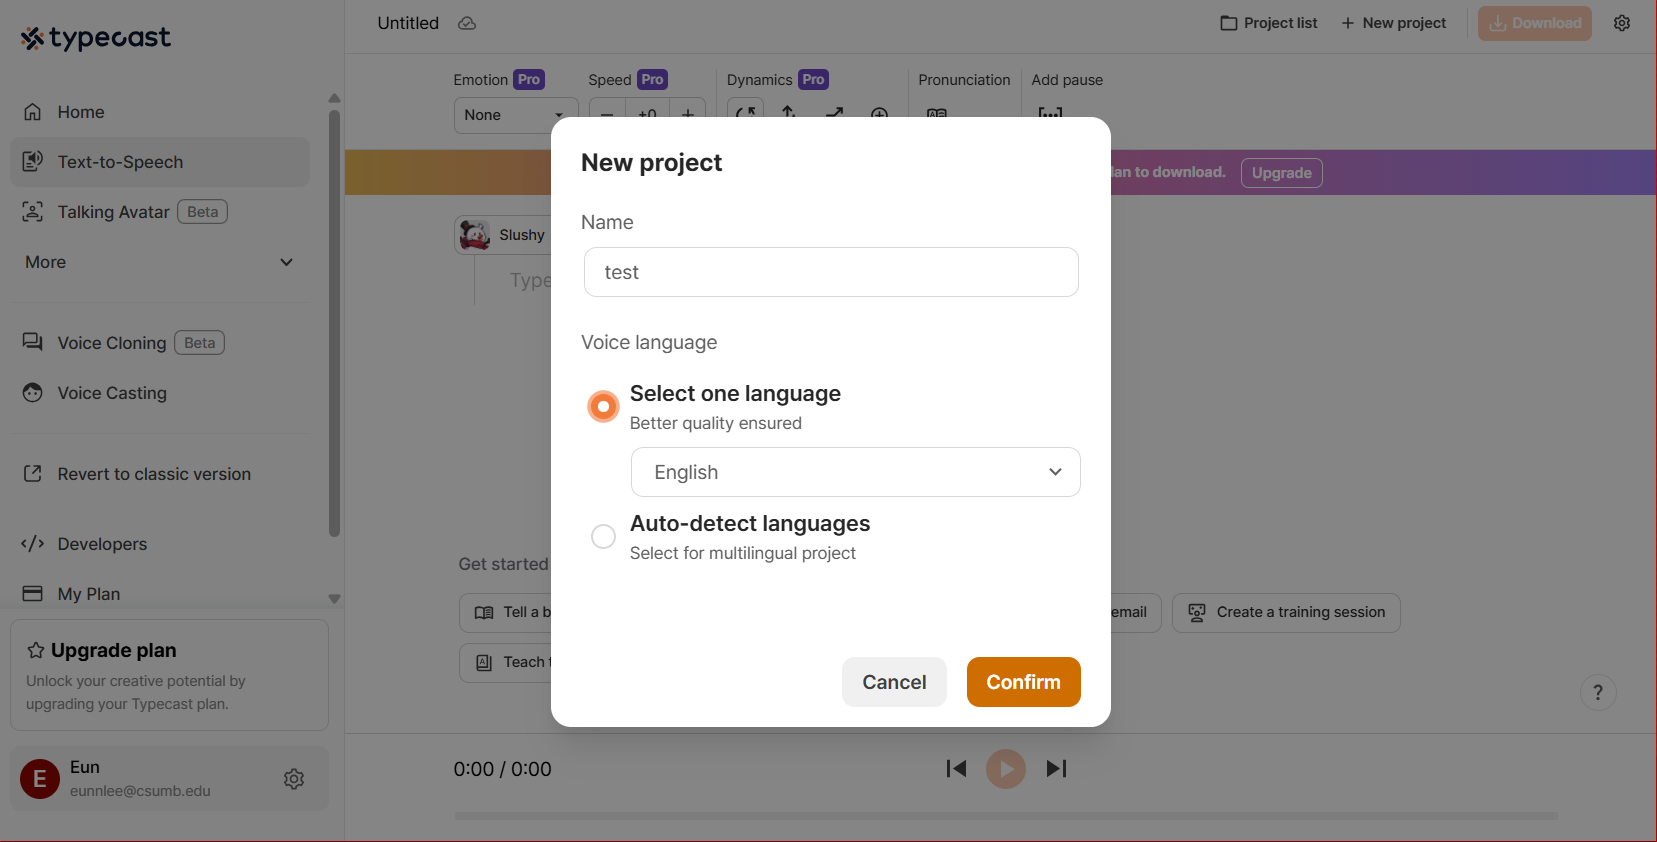 typecast
Home
Text-to-Speech
Talking Avatar Beta
More
Voice Cloning Beta
Voice Casting
Revert to classic version
Developers
My Plan
Upgrade plan
Unlock your creative potential by
upgrading your Typecast plan.
E
Eun
eunnlee@csumb.edu
Untitled
Project list
+ New project
Download
Emotion Pro
Speed Pro
Dynamics Pro
Pronunciation
Add pause
None
to download.
Upgrade
Slushy
Type
Get started
Tell a
email
Create a training session
Teach
?
0:00 / 0:00
New project
Name
test
Voice language
Select one language
Better quality ensured
English
Auto-detect languages
Select for multilingual project
Cancel
Confirm